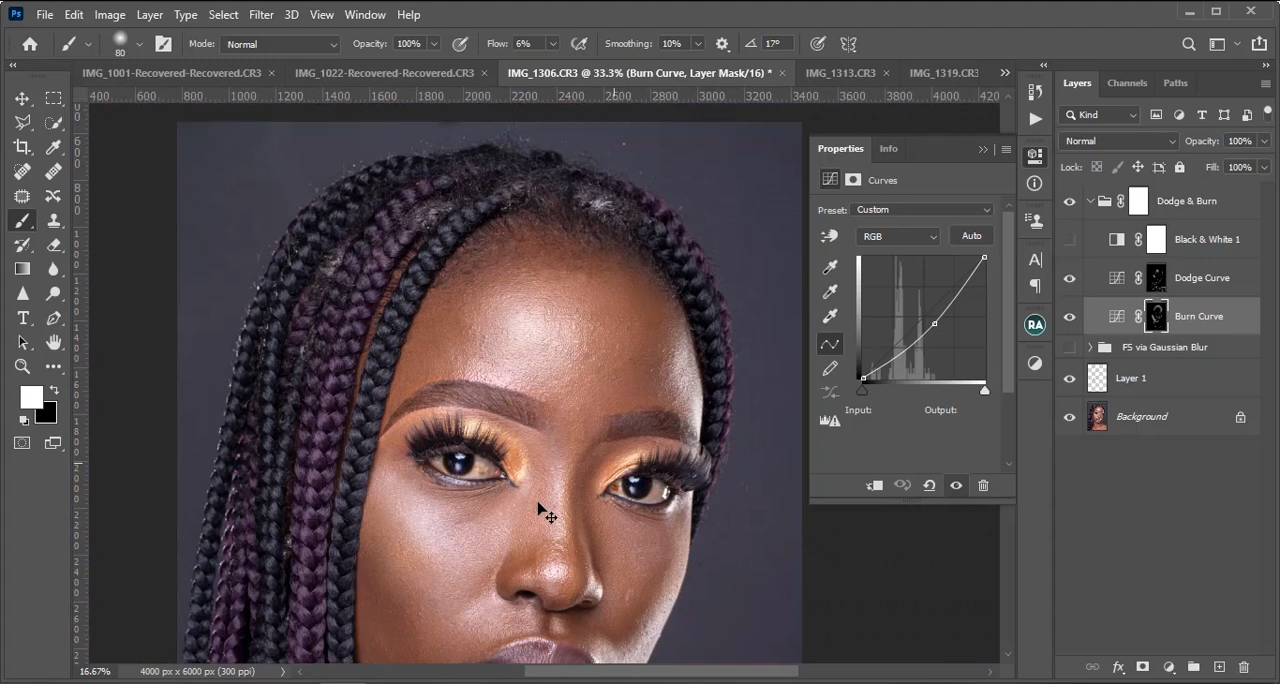 Ps File Edit Image Layer Type Select Filter 3D View Window Help
80 Mode: Normal Opacity: 100% Flow: 6% Smoothing: 10% 17°
IMG_1001-Recovered-Recovered.CR3 × IMG_1022-Recovered-Recovered.CR3 × IMG_1306.CR3 @ 33.3% (Burn Curve, Layer Mask/16) * × IMG_1313.CR3 × IMG_1319.CR3
400 600 800 1000 1200 1400 1600 1800 2000 2200 2400 2600 2800 3000 3200 3400 3600 3800 4000 420
Layers Channels Paths
Kind
Normal Opacity: 100%
Lock: Fill: 100%
Dodge & Burn
Black & White 1
Dodge Curve
Burn Curve
FS via Gaussian Blur
Layer 1
Background
Properties Info
Curves
Preset: Custom
RGB Auto
Input: Output:
RA
16.67% 4000 px x 6000 px (300 ppi)